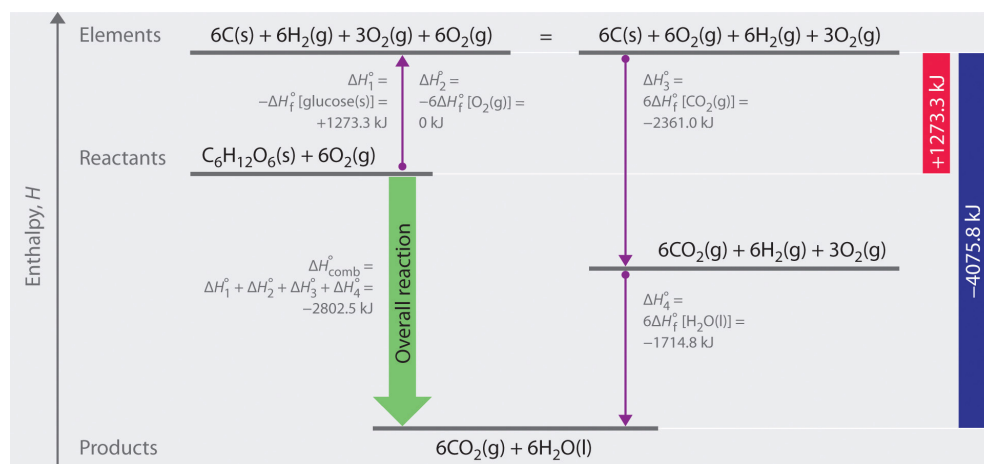 Elements
6C(s) + 6H₂(g) + 3O₂(g) + 6O₂(g) = 6C(s) + 6O₂(g) + 6H₂(g) + 3O₂(g)
ΔH°₁ =
−ΔH°f [glucose(s)] =
+1273.3 kJ
ΔH°₂ =
−6ΔH°f [O₂(g)] =
0 kJ
ΔH°₃ =
6ΔH°f [CO₂(g)] =
−2361.0 kJ
+1273.3 kJ
−4075.8 kJ
Enthalpy, H
Reactants
C₆H₁₂O₆(s) + 6O₂(g)
6CO₂(g) + 6H₂(g) + 3O₂(g)
ΔH°comb =
ΔH°₁ + ΔH°₂ + ΔH°₃ + ΔH°₄ =
−2802.5 kJ
Overall reaction
ΔH°₄ =
6ΔH°f [H₂O(l)] =
−1714.8 kJ
Products
6CO₂(g) + 6H₂O(l)